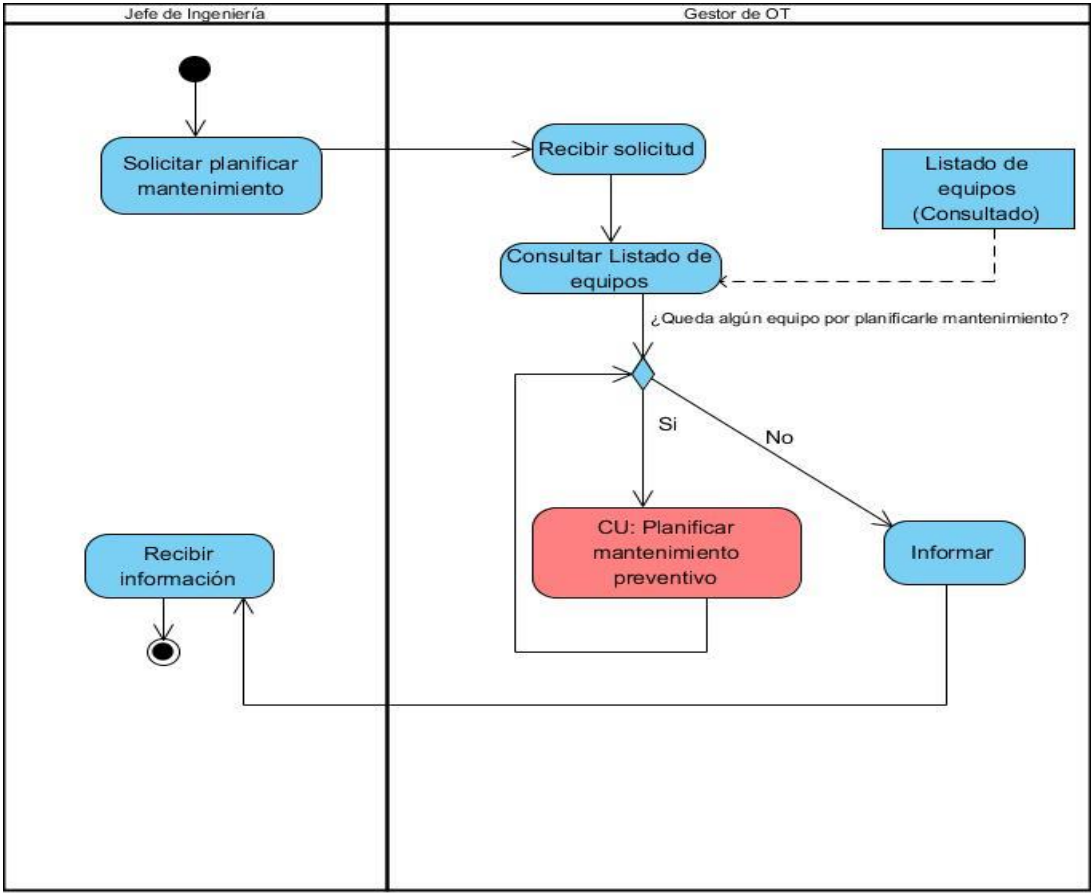 Jefe de Ingeniería
Gestor de OT
Solicitar planificar
mantenimiento
Recibir solicitud
Listado de
equipos
(Consultado)
Consultar Listado de
equipos
¿Queda algún equipo por planificarle mantenimiento?
Si
No
CU: Planificar
mantenimiento
preventivo
Informar
Recibir
información